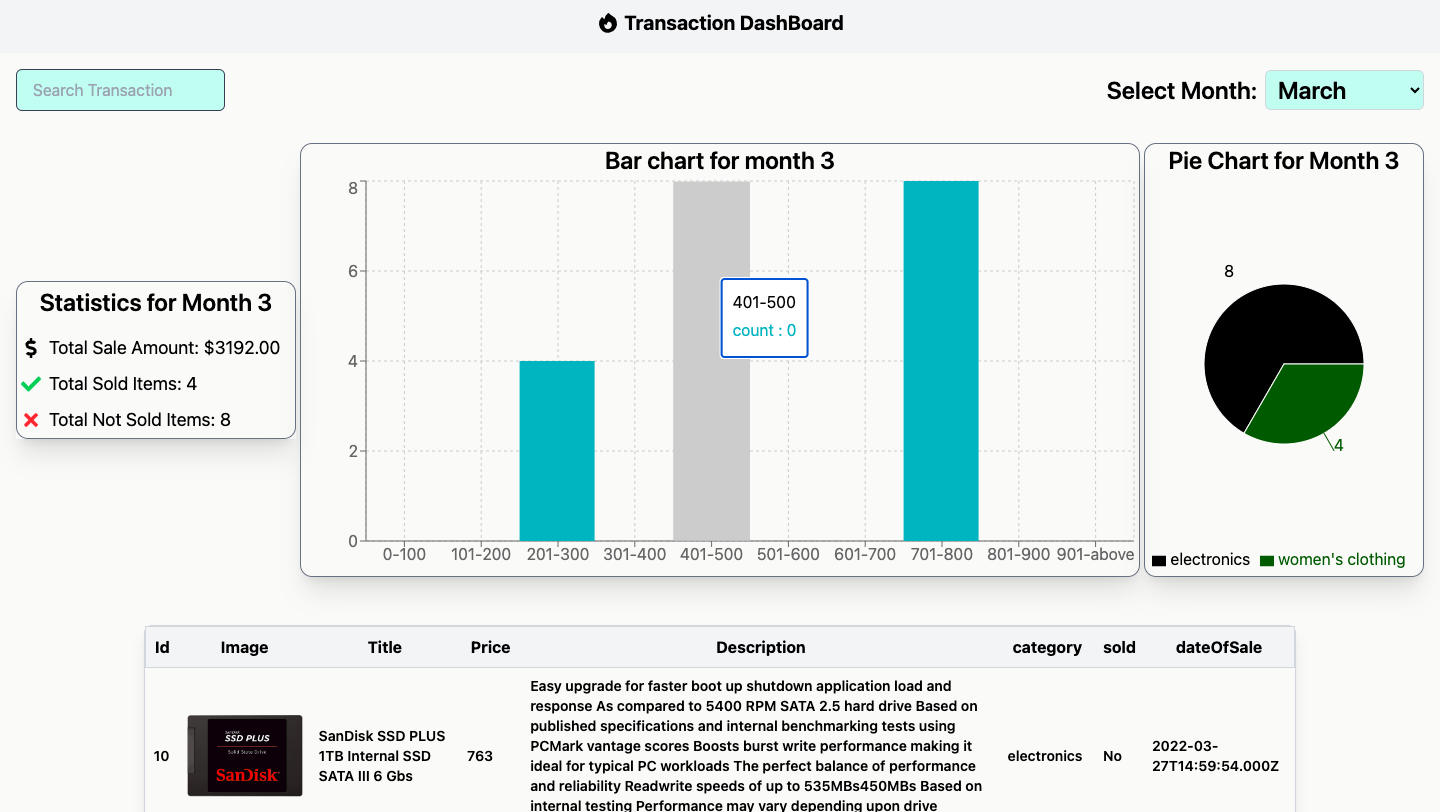 Transaction DashBoard
Search Transaction
Select Month: March
Statistics for Month 3
Total Sale Amount: $3192.00
Total Sold Items: 4
Total Not Sold Items: 8
Bar chart for month 3
8
6
4
2
0
401-500
count : 0
0-100 101-200 201-300 301-400 401-500 501-600 601-700 701-800 801-900 901-above
Pie Chart for Month 3
8
4
electronics women's clothing
Id Image Title Price Description category sold dateOfSale
10
SanDisk
SSD PLUS
Solid State Drive
SanDisk
SanDisk SSD PLUS
1TB Internal SSD
SATA III 6 Gbs
763
Easy upgrade for faster boot up shutdown application load and
response As compared to 5400 RPM SATA 2.5 hard drive Based on
published specifications and internal benchmarking tests using
PCMark vantage scores Boosts burst write performance making it
ideal for typical PC workloads The perfect balance of performance
and reliability Readwrite speeds of up to 535MBs450MBs Based on
internal testing Performance may vary depending upon drive
electronics
No
2022-03-
27T14:59:54.000Z